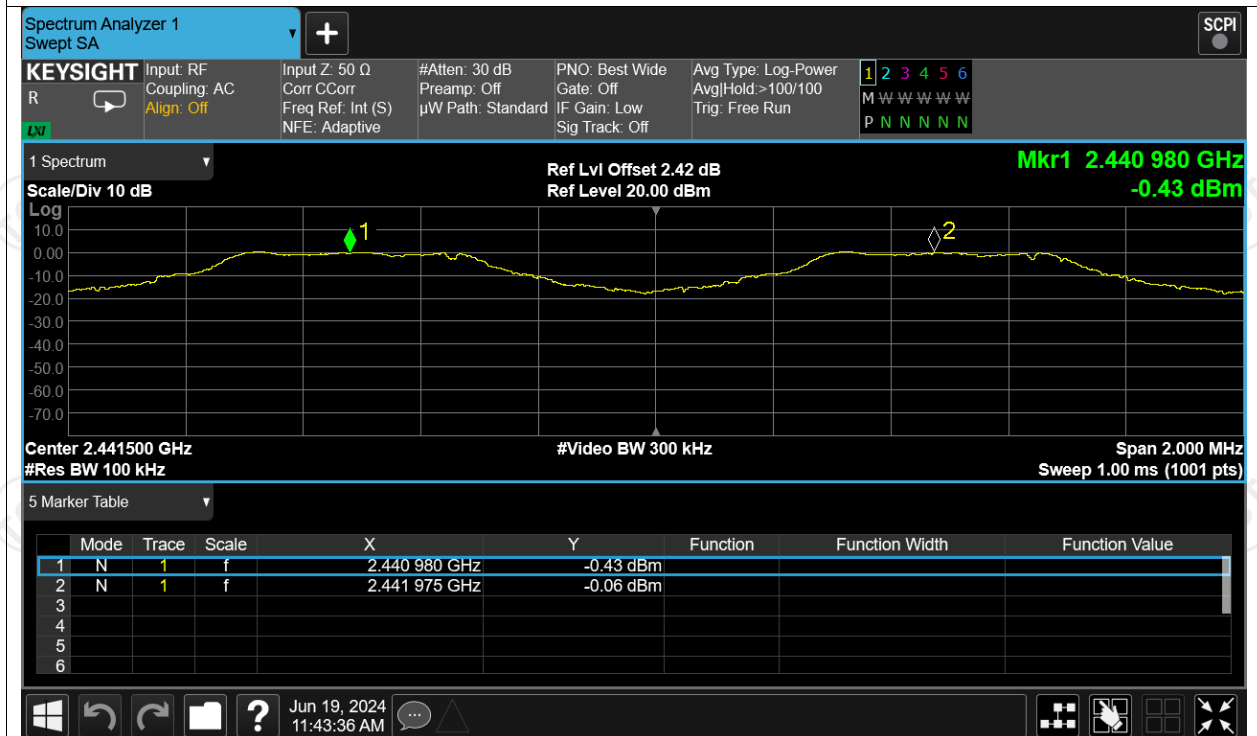 Spectrum Analyzer 1
Swept SA
+
SCPI
KEYSIGHT
R
LXI
Input: RF
Coupling: AC
Align: Off
Input Z: 50 Ω
Corr CCorr
Freq Ref: Int (S)
NFE: Adaptive
#Atten: 30 dB
Preamp: Off
µW Path: Standard
PNO: Best Wide
Gate: Off
IF Gain: Low
Sig Track: Off
Avg Type: Log-Power
Avg|Hold:>100/100
Trig: Free Run
1 2 3 4 5 6
M W W W W W
P N N N N N
1 Spectrum
Scale/Div 10 dB
Ref Lvl Offset 2.42 dB
Ref Level 20.00 dBm
Mkr1 2.440 980 GHz
-0.43 dBm
Log
10.0
0.00
-10.0
-20.0
-30.0
-40.0
-50.0
-60.0
-70.0
1
2
Center 2.441500 GHz
#Res BW 100 kHz
#Video BW 300 kHz
Span 2.000 MHz
Sweep 1.00 ms (1001 pts)
5 Marker Table
Mode Trace Scale X Y Function Function Width Function Value
1 N 1 f 2.440 980 GHz -0.43 dBm
2 N 1 f 2.441 975 GHz -0.06 dBm
3
4
5
6
?
Jun 19, 2024
11:43:36 AM